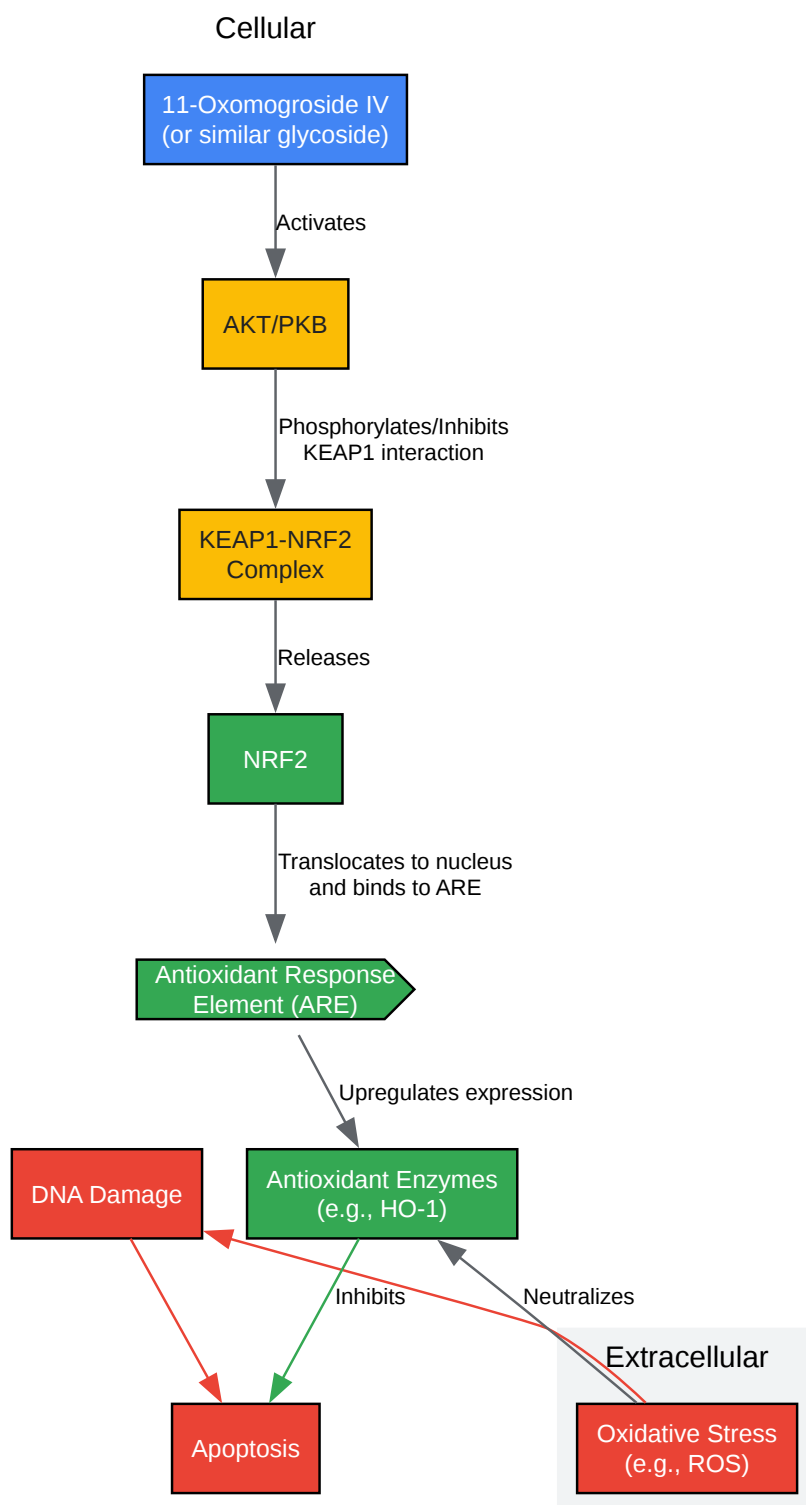 Cellular
11-Oxomogroside IV
(or similar glycoside)
Activates
AKT/PKB
Phosphorylates/Inhibits
KEAP1 interaction
KEAP1-NRF2
Complex
Releases
NRF2
Translocates to nucleus
and binds to ARE
Antioxidant Response
Element (ARE)
Upregulates expression
DNA Damage
Antioxidant Enzymes
(e.g., HO-1)
Inhibits
Neutralizes
Extracellular
Apoptosis
Oxidative Stress
(e.g., ROS)